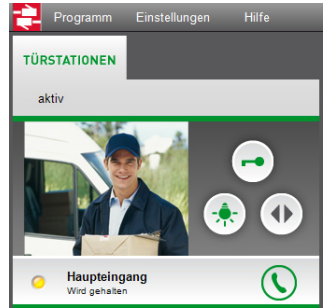 Programm Einstellungen Hilfe
TÜRSTATIONEN
aktiv
Haupteingang
Wird gehalten